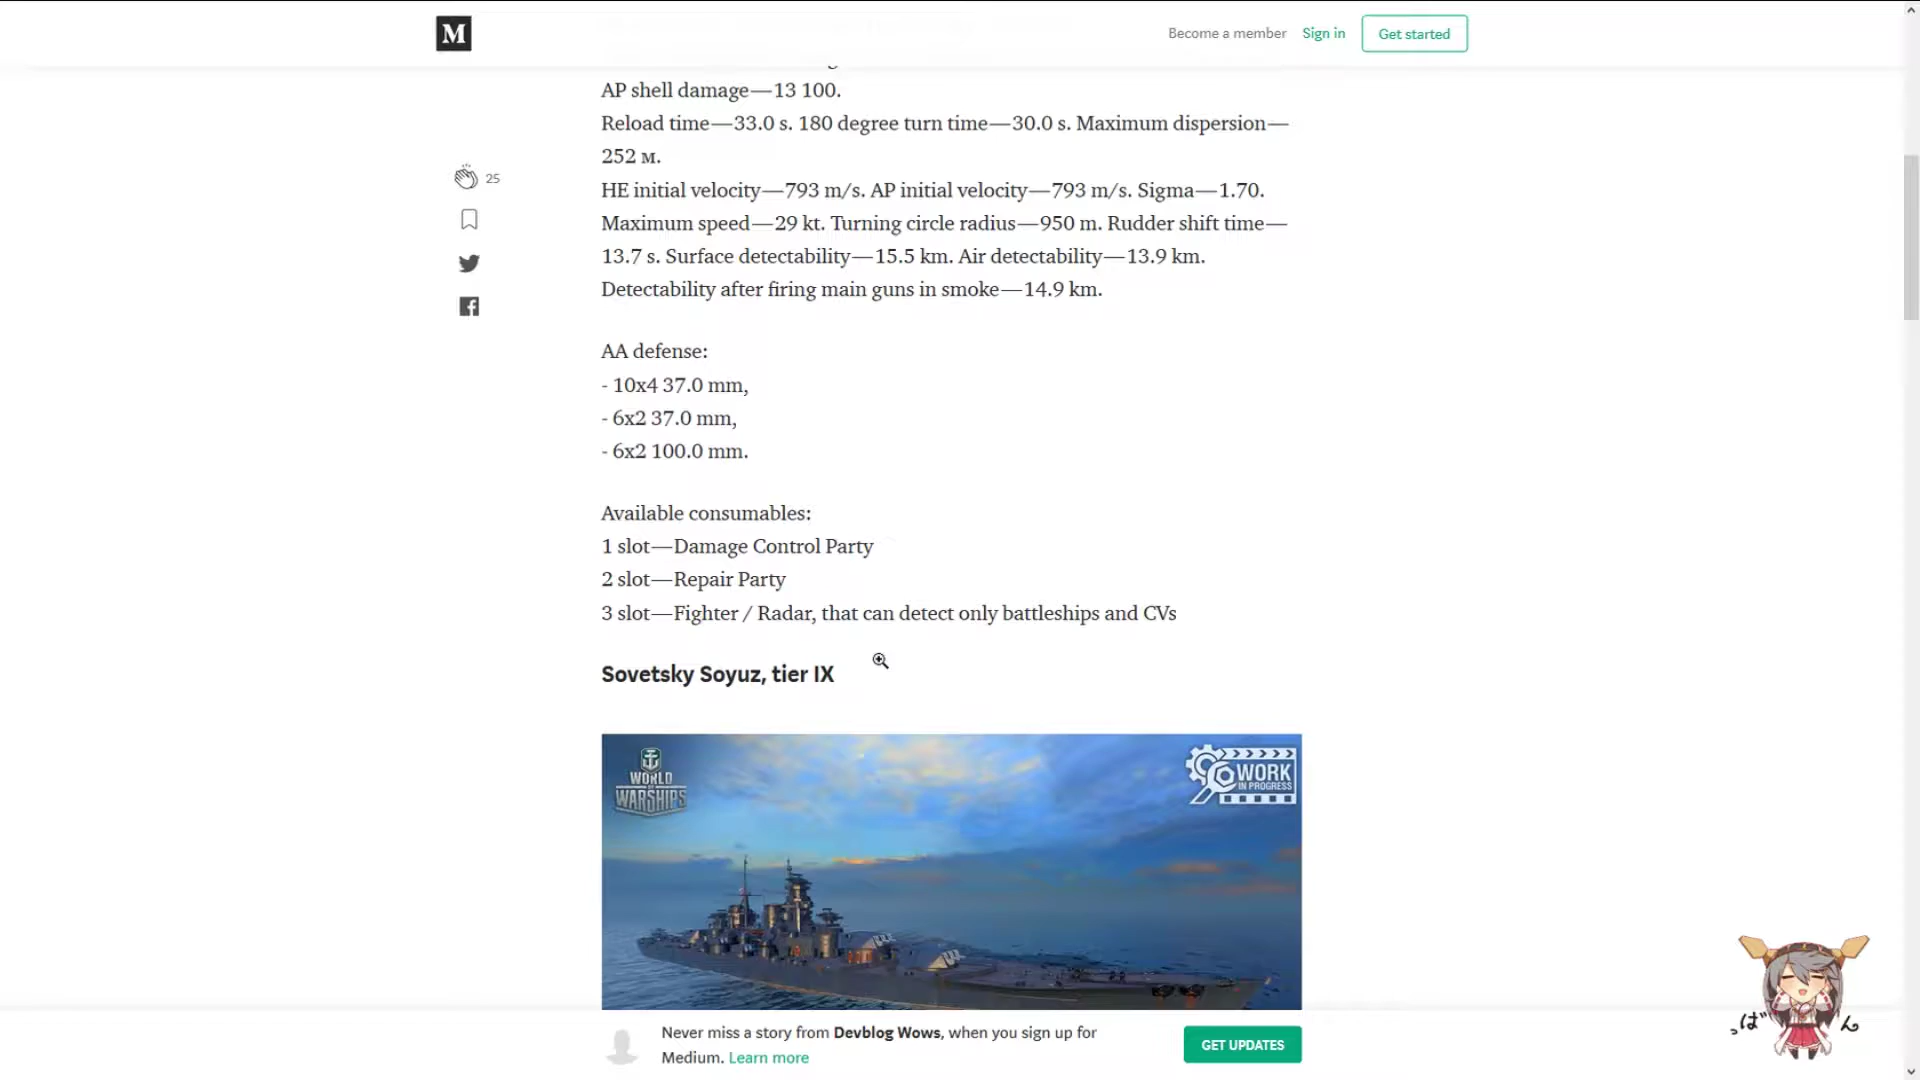 M
Become a member
Sign in
Get started
AP shell damage—13 100.
Reload time—33.0 s. 180 degree turn time—30.0 s. Maximum dispersion—
252 м.
HE initial velocity—793 m/s. AP initial velocity—793 m/s. Sigma—1.70.
Maximum speed—29 kt. Turning circle radius—950 m. Rudder shift time—
13.7 s. Surface detectability—15.5 km. Air detectability—13.9 km.
Detectability after firing main guns in smoke—14.9 km.
25
AA defense:
- 10x4 37.0 mm,
- 6x2 37.0 mm,
- 6x2 100.0 mm.
Available consumables:
1 slot—Damage Control Party
2 slot—Repair Party
3 slot—Fighter / Radar, that can detect only battleships and CVs
Sovetsky Soyuz, tier IX
WORLD
OF
WARSHIPS
WORK
IN PROGRESS
Never miss a story from Devblog Wows, when you sign up for
Medium. Learn more
GET UPDATES